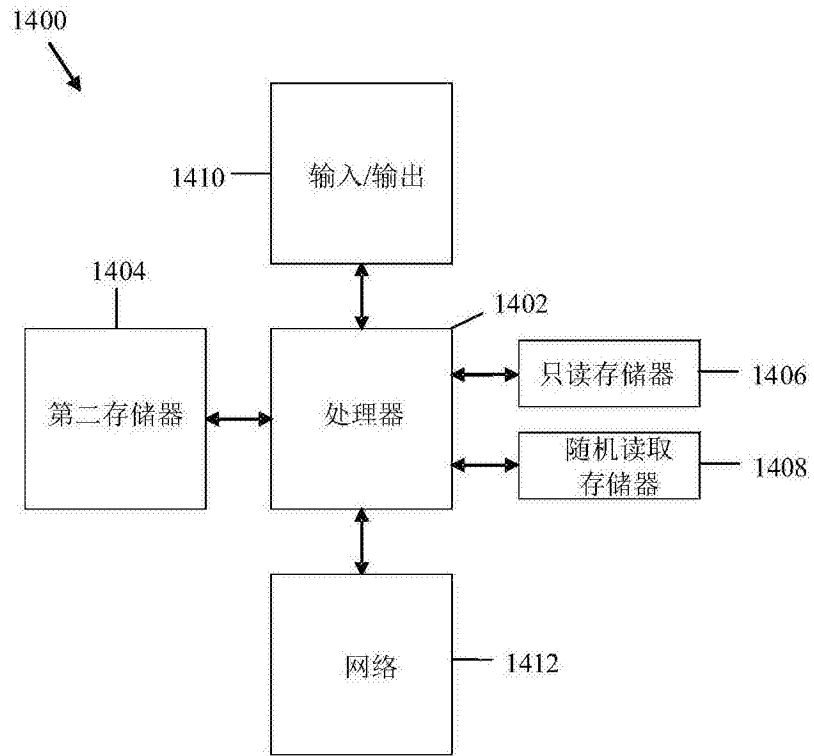 1400
1410
输入/输出
1404
1402
第二存储器
处理器
只读存储器
1406
随机读取
存储器
1408
网络
1412